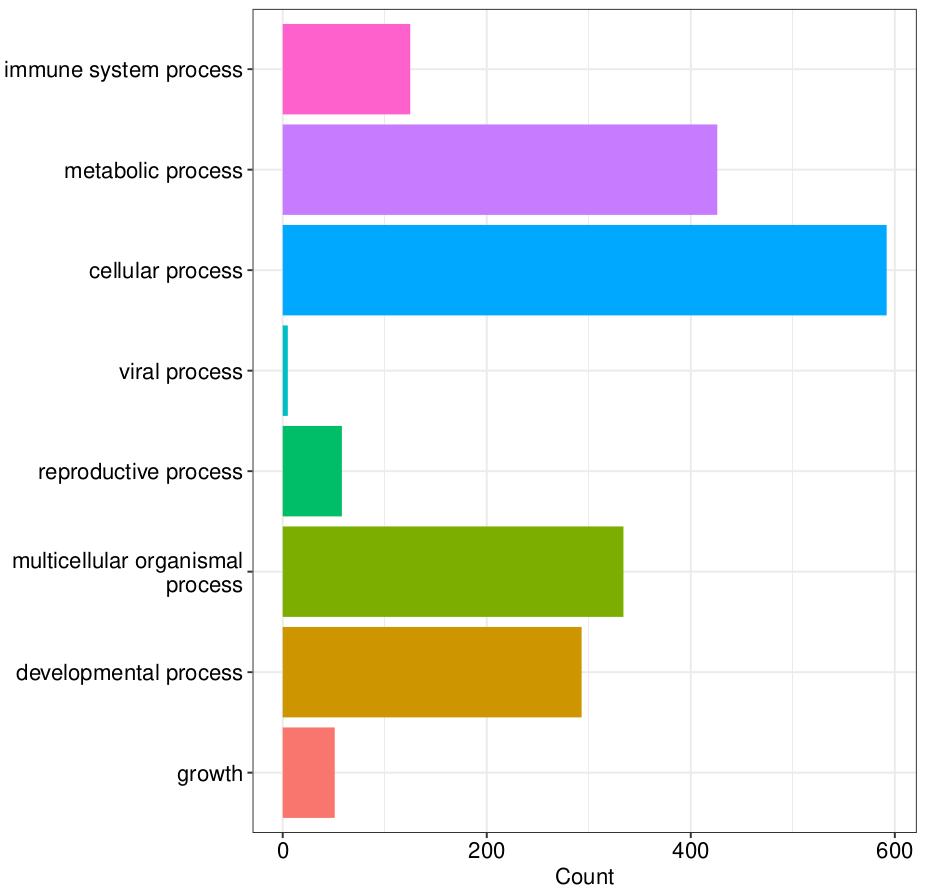 immune system process
metabolic process
cellular process
viral process
reproductive process
multicellular organismal
process
developmental process
growth
0 200 400 600
Count